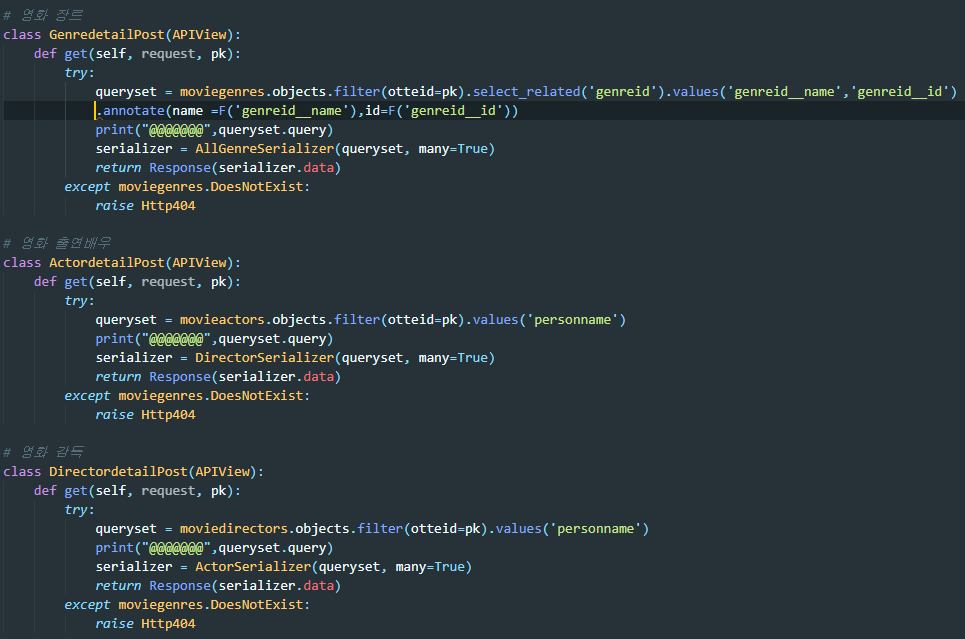 # 영화 장르
class GenredetailPost(APIView):
    def get(self, request, pk):
        try:
            queryset = moviegenres.objects.filter(otteid=pk).select_related('genreid').values('genreid__name','genreid__id')
            .annotate(name =F('genreid__name'),id=F('genreid__id'))
            print("@@@@@@@",queryset.query)
            serializer = AllGenreSerializer(queryset, many=True)
            return Response(serializer.data)
        except moviegenres.DoesNotExist:
            raise Http404

# 영화 출연배우
class ActordetailPost(APIView):
    def get(self, request, pk):
        try:
            queryset = movieactors.objects.filter(otteid=pk).values('personname')
            print("@@@@@@@",queryset.query)
            serializer = DirectorSerializer(queryset, many=True)
            return Response(serializer.data)
        except moviegenres.DoesNotExist:
            raise Http404

# 영화 감독
class DirectordetailPost(APIView):
    def get(self, request, pk):
        try:
            queryset = moviedirectors.objects.filter(otteid=pk).values('personname')
            print("@@@@@@@",queryset.query)
            serializer = ActorSerializer(queryset, many=True)
            return Response(serializer.data)
        except moviegenres.DoesNotExist:
            raise Http404